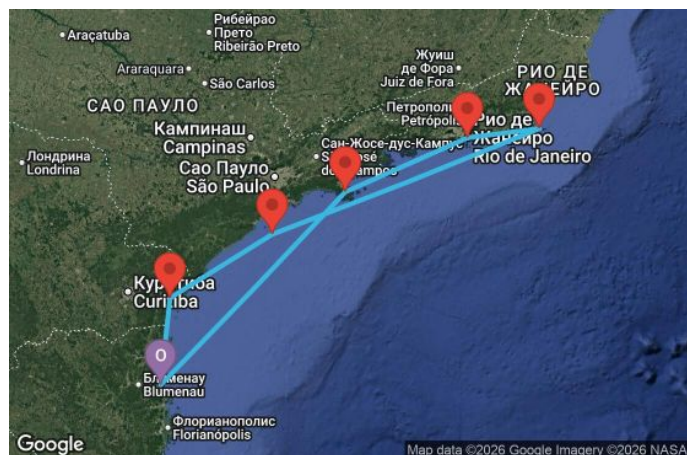 Рибейрао
Прето
Ribeirão Preto
Araçatuba
Araraquara
São Carlos
Жуиш
де Фора
Juiz de Fora
РИО ДЕ
ЖАНЕЙРО
САО ПАУЛО
Петрополис
Petrópolis
Кампинаш
Campinas
Рио де
Жанейро
Rio de Janeiro
Лондрина
Londrina
Сан-Жосе-дус-Кампус
São José
dos Campos
Сао Пауло
São Paulo
Куритиба
Curitiba
O
Блуменау
Blumenau
Флорианополис
Florianópolis
Google
Map data ©2026 Google Imagery ©2026 NASA